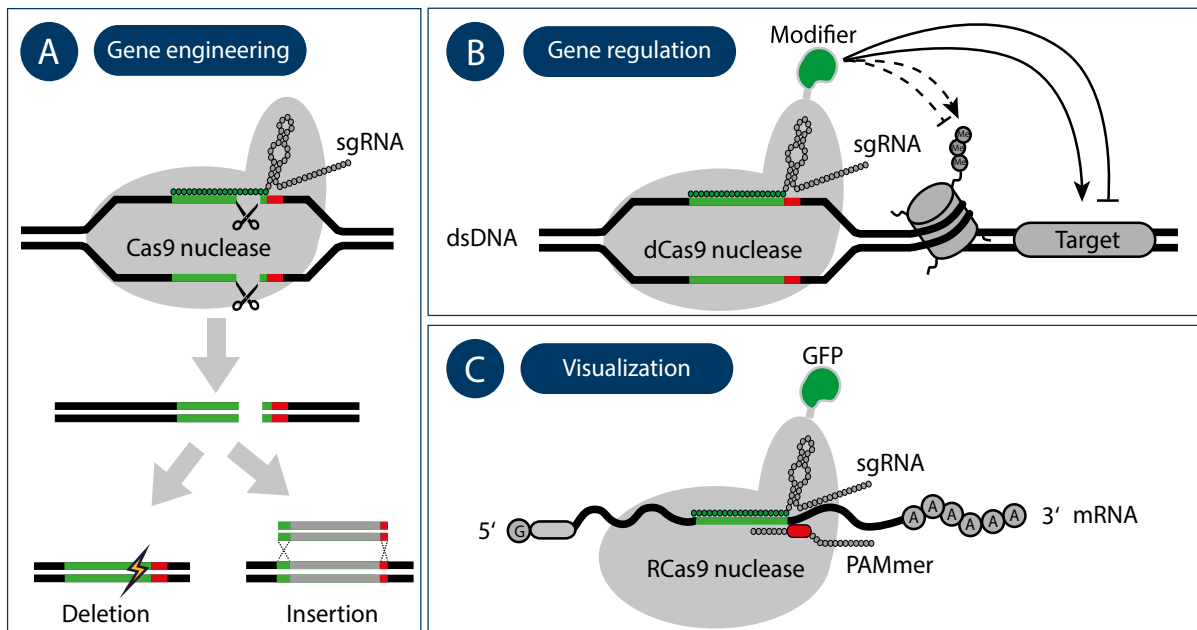 A
Gene engineering
sgRNA
Cas9 nuclease
Deletion
Insertion
B
Gene regulation
Modifier
sgRNA
Me
Me
Me
dsDNA
dCas9 nuclease
Target
C
Visualization
GFP
sgRNA
5‘ G
A A A A A A
3‘ mRNA
PAMmer
RCas9 nuclease